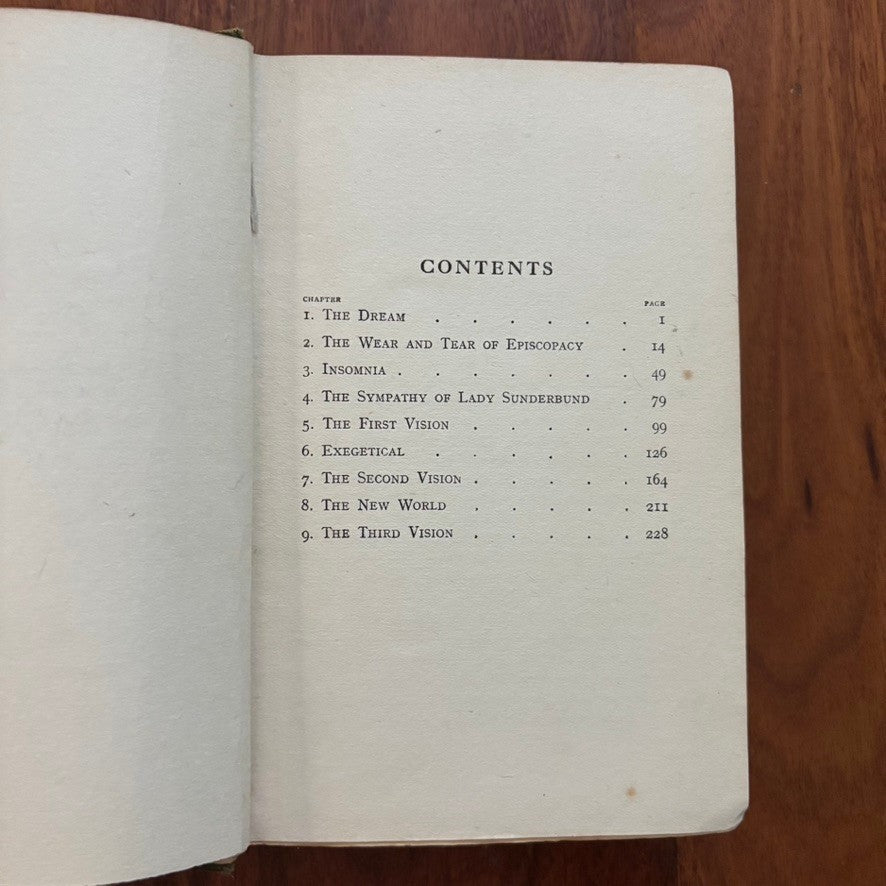 CONTENTS
CHAPTER PAGE
1. The Dream . . . . . . 1
2. The Wear and Tear of Episcopacy . 14
3. Insomnia . . . . . . . 49
4. The Sympathy of Lady Sunderbund . 79
5. The First Vision . . . . . 99
6. Exegetical . . . . . . 126
7. The Second Vision . . . . . 164
8. The New World . . . . . 211
9. The Third Vision . . . . . 228